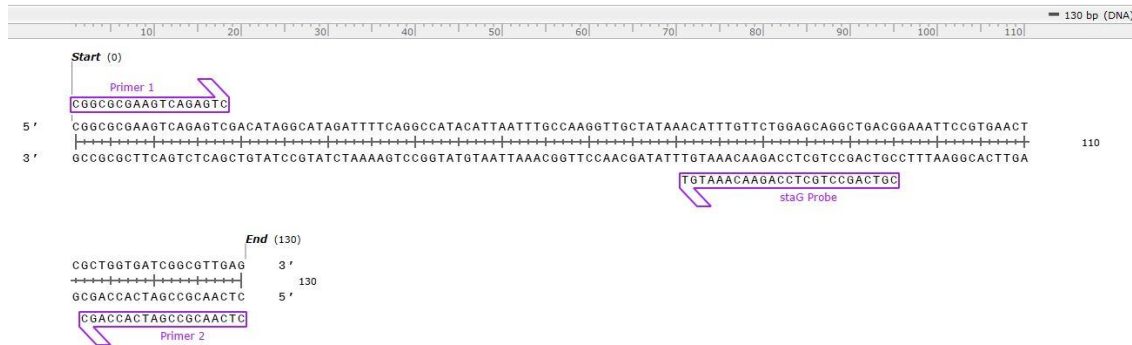 130 bp (DNA)
10 20 30 40 50 60 70 80 90 100 110
Start (0)
Primer 1
CGGCGCGAAGTCAGAGTC
5 ′ CGGCGCGAAGTCAGAGTCGACATAGGCATAGATTTTCAGGCCATACATTAATTTGCCAAGGTTGCTATAAACATTTGTTCTGGAGCAGGCTGACGGAAATTCCGTGAACT
110
3 ′ GCCGCGCTTCAGTCTCAGCTGTATCCGTATCTAAAAGTCCGGTATGTAATTAAACGGTTCCAACGATATTTGTAAACAAGACCTCGTCCGACTGCCTTTAAGGCACTTGA
TGTAAACAAGACCTCGTCCGACTGC
staG Probe
End (130)
CGCTGGTGATCGGCGTTGAG 3 ′
130
GCGACCACTAGCCGCAACTC 5 ′
CGACCACTAGCCGCAACTC
Primer 2